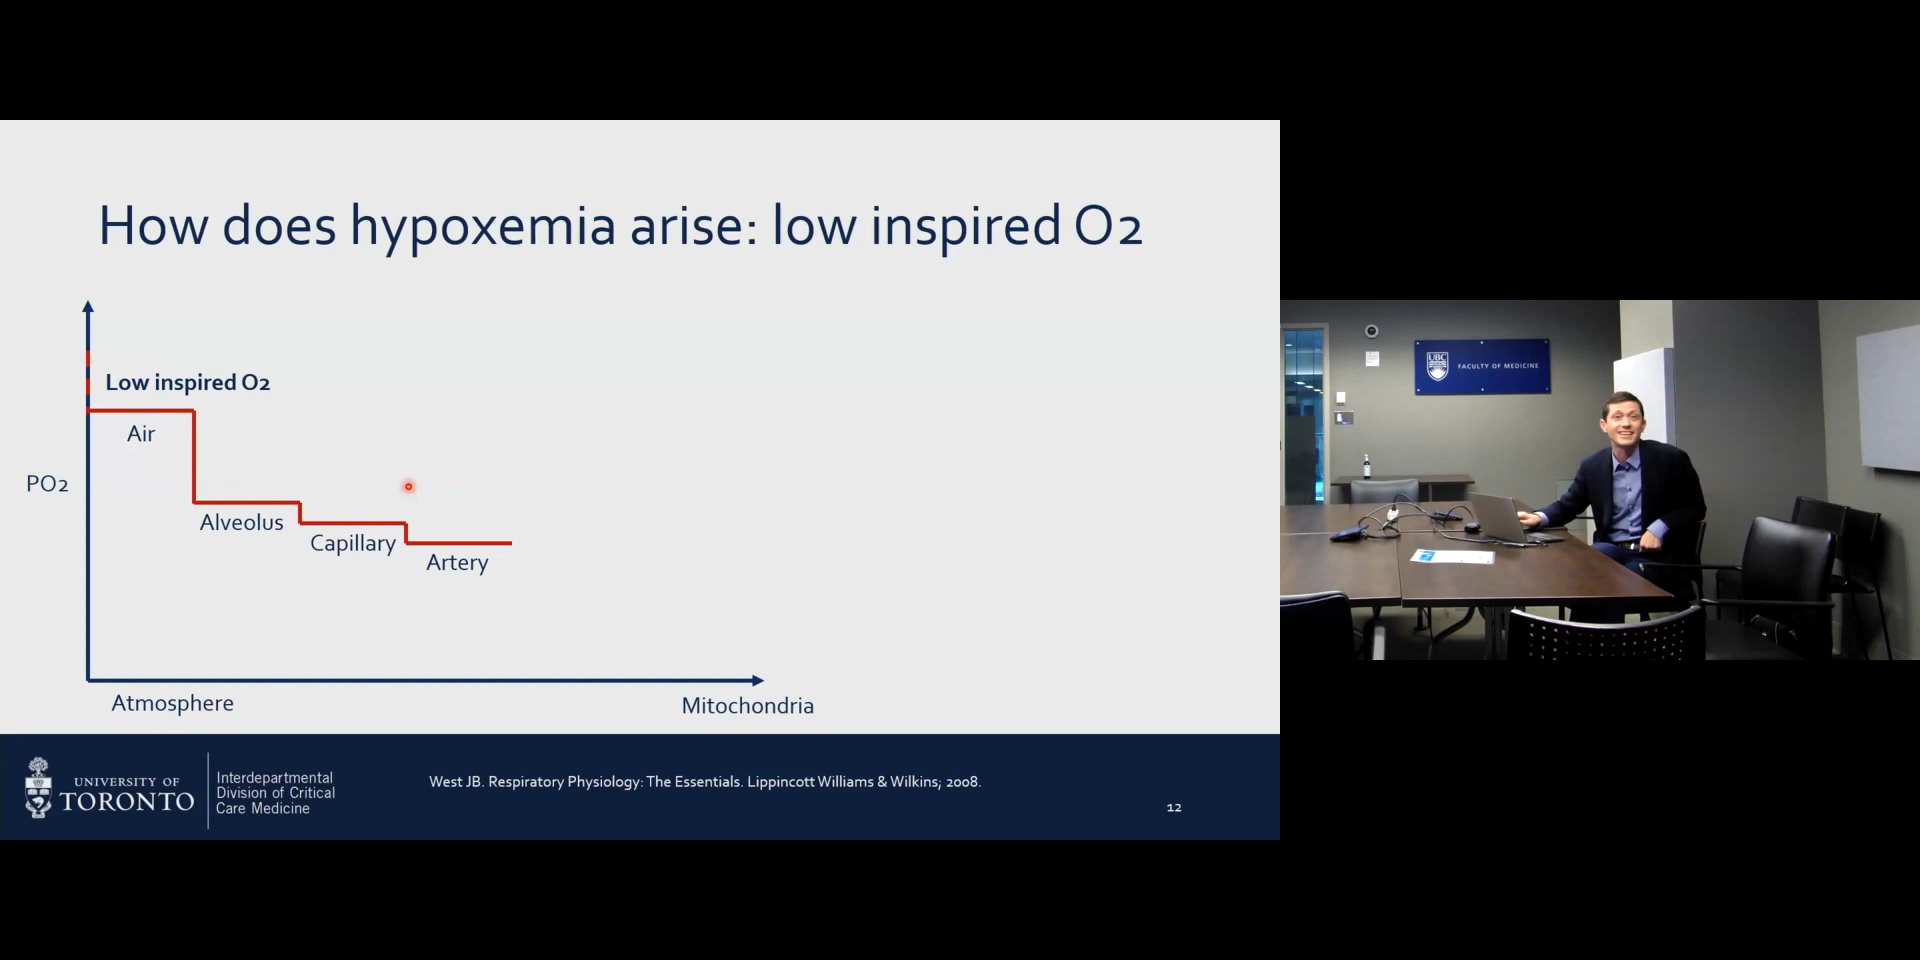 How does hypoxemia arise: low inspired O2
Low inspired O2
Air
PO2
Alveolus
Capillary
Artery
Atmosphere
Mitochondria
UNIVERSITY OF
TORONTO
Interdepartmental
Division of Critical
Care Medicine
West JB. Respiratory Physiology: The Essentials. Lippincott Williams & Wilkins; 2008.
12
UBC
FACULTY OF MEDICINE